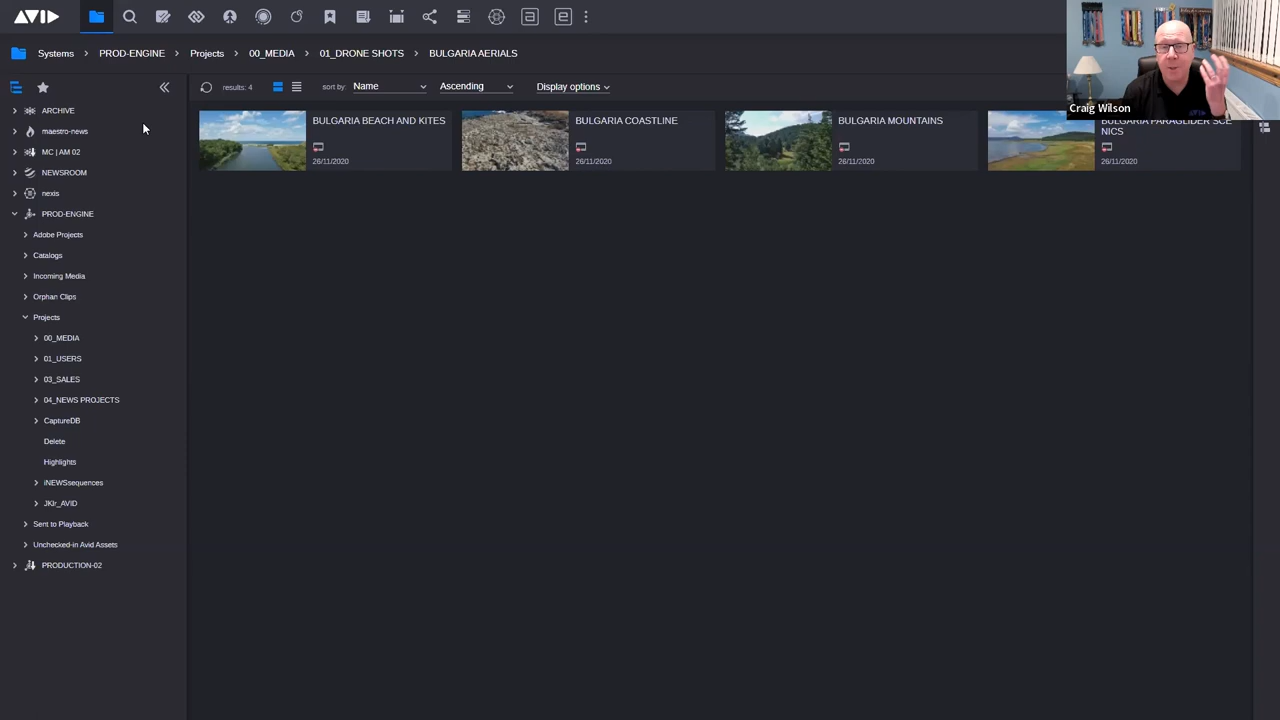 AVID
Systems > PROD-ENGINE > Projects > 00_MEDIA > 01_DRONE SHOTS > BULGARIA AERIALS
Craig Wilson
results: 4
sort by: Name
Ascending
Display options
ARCHIVE
maestro-news
MC | AM 02
NEWSROOM
nexis
PROD-ENGINE
Adobe Projects
Catalogs
Incoming Media
Orphan Clips
Projects
00_MEDIA
01_USERS
03_SALES
04_NEWS PROJECTS
CaptureDB
Delete
Highlights
iNEWSsequences
JKlr_AVID
Sent to Playback
Unchecked-in Avid Assets
PRODUCTION-02
BULGARIA BEACH AND KITES
26/11/2020
BULGARIA COASTLINE
26/11/2020
BULGARIA MOUNTAINS
26/11/2020
BULGARIA PARAGLIDER SCE
NICS
26/11/2020